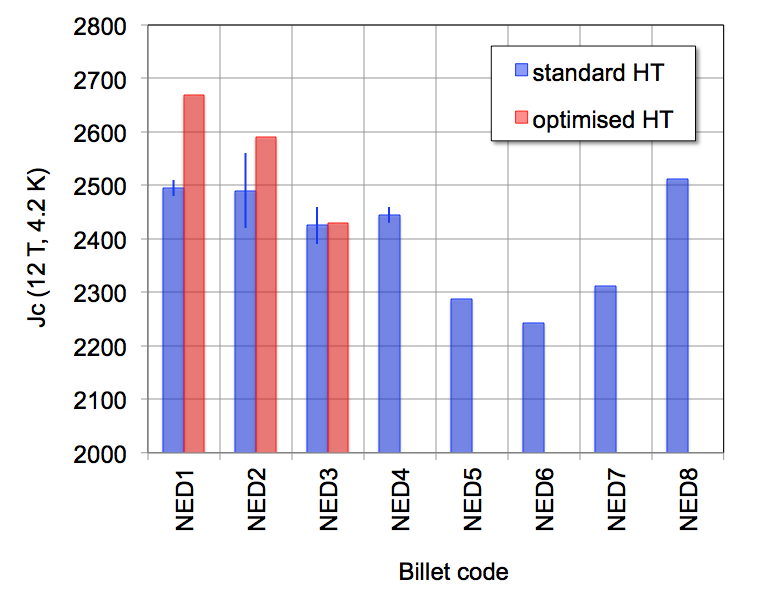 2800
2700
2600
2500
2400
2300
2200
2100
2000
Jc (12 T, 4.2 K)
standard HT
optimised HT
NED1
NED2
NED3
NED4
NED5
NED6
NED7
NED8
Billet code